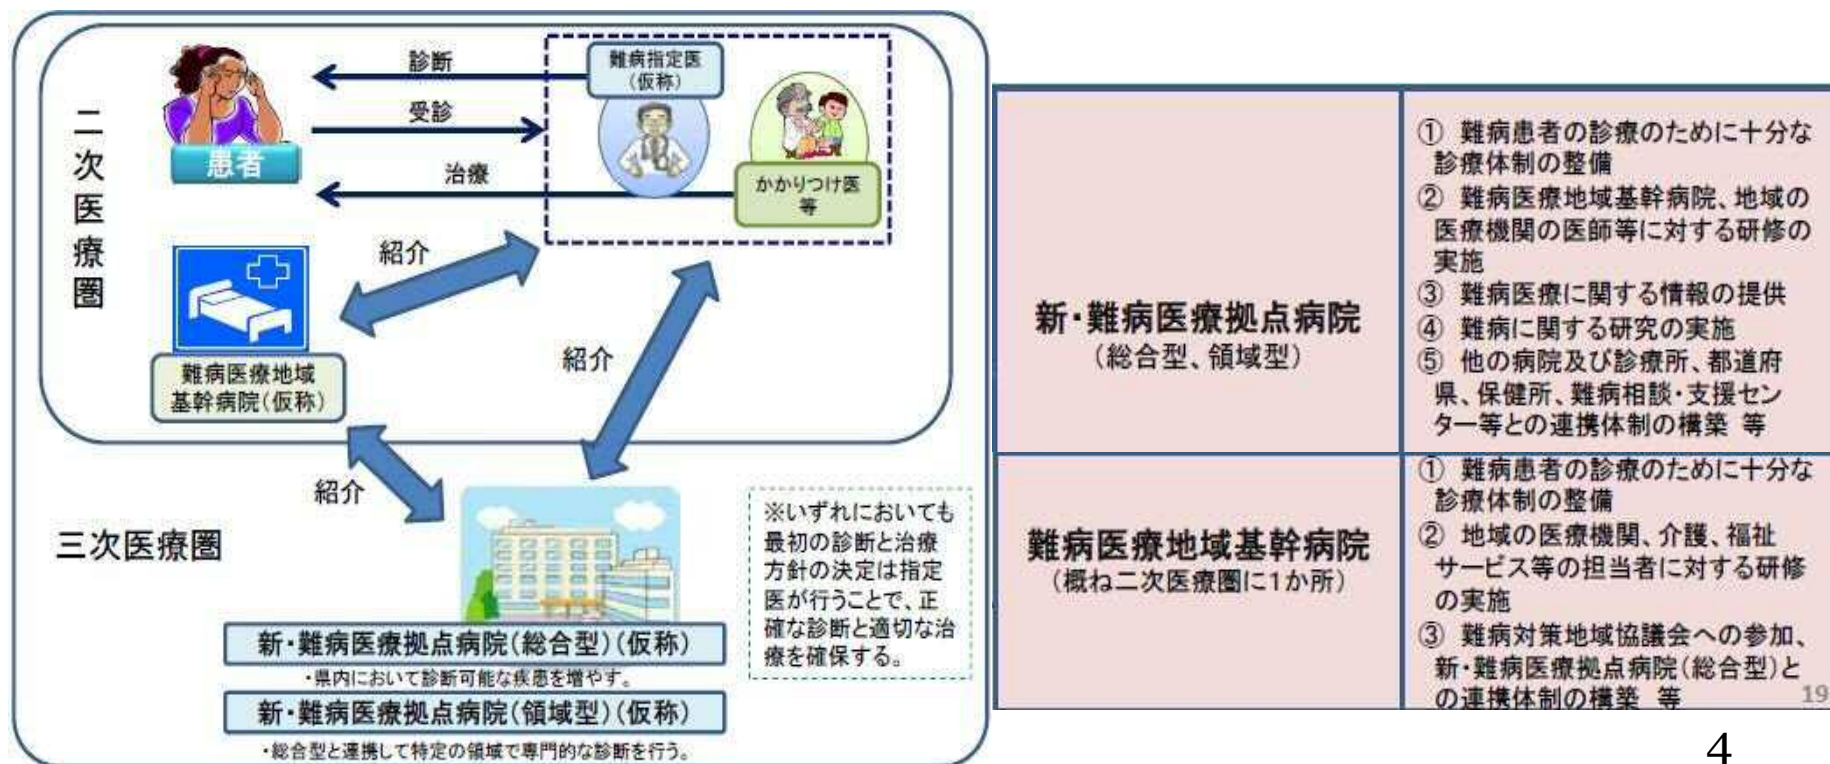 二次医療圏
診断
難病指定医
(仮称)
受診
患者
治療
かかりつけ医
等
紹介
難病医療地域
基幹病院(仮称)
紹介
紹介
三次医療圏
※いずれにおいても
最初の診断と治療
方針の決定は指定
医が行うことで、正
確な診断と適切な治
療を確保する。
新・難病医療拠点病院(総合型)(仮称)
・県内において診断可能な疾患を増やす。
新・難病医療拠点病院(領域型)(仮称)
・総合型と連携して特定の領域で専門的な診断を行う。
新・難病医療拠点病院
(総合型、領域型)
① 難病患者の診療のために十分な
診療体制の整備
② 難病医療地域基幹病院、地域の
医療機関の医師等に対する研修の
実施
③ 難病医療に関する情報の提供
④ 難病に関する研究の実施
⑤ 他の病院及び診療所、都道府
県、保健所、難病相談・支援セン
ター等との連携体制の構築 等
難病医療地域基幹病院
(概ね二次医療圏に1か所)
① 難病患者の診療のために十分な
診療体制の整備
② 地域の医療機関、介護、福祉
サービス等の担当者に対する研修
の実施
③ 難病対策地域協議会への参加、
新・難病医療拠点病院(総合型)と
の連携体制の構築 等
19
4